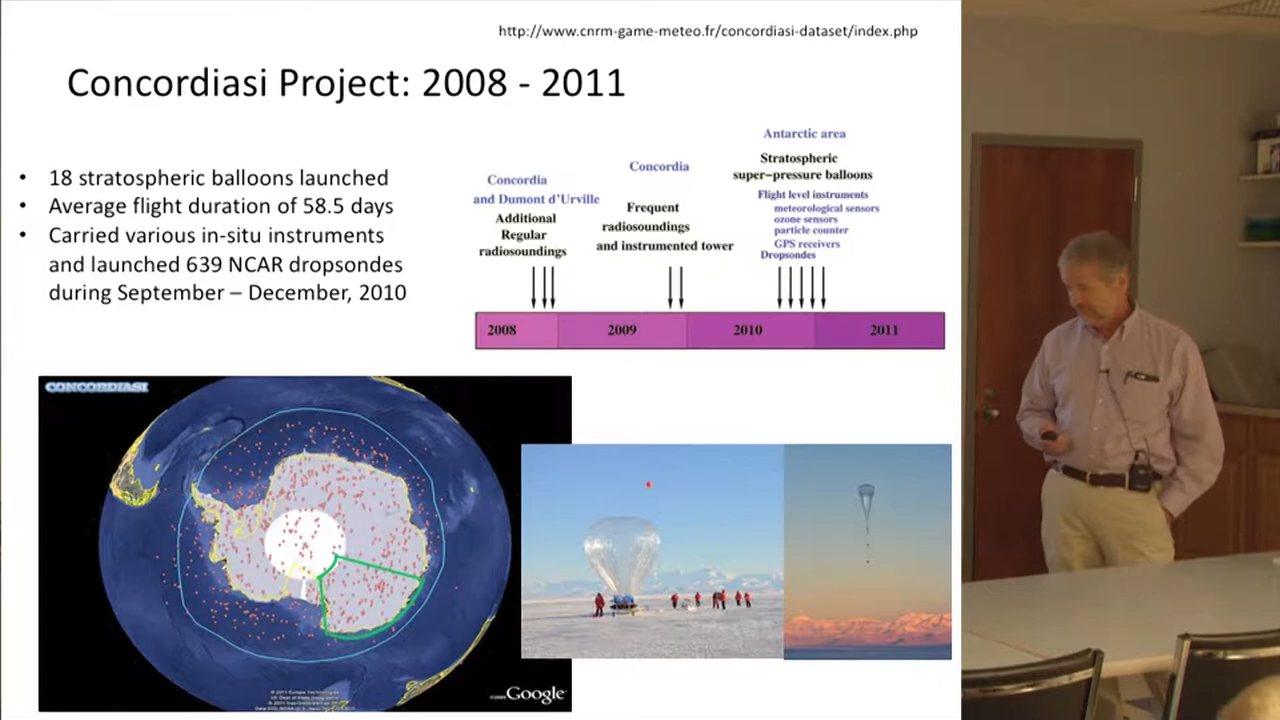 http://www.cnrm-game-meteo.fr/concordiasi-dataset/index.php
Concordiasi Project: 2008 - 2011
• 18 stratospheric balloons launched
• Average flight duration of 58.5 days
• Carried various in-situ instruments
and launched 639 NCAR dropsondes
during September – December, 2010
Concordia
and Dumont d'Urville
Additional
Regular
radiosoundings
Concordia
Frequent
radiosoundings
and instrumented tower
Antarctic area
Stratospheric
super-pressure balloons
Flight level instruments
meteorological sensors
ozone sensors
particle counter
GPS receivers
Dropsondes
2008 2009 2010 2011
CONCORDIASI
© 2011 Europa Technologies
Google